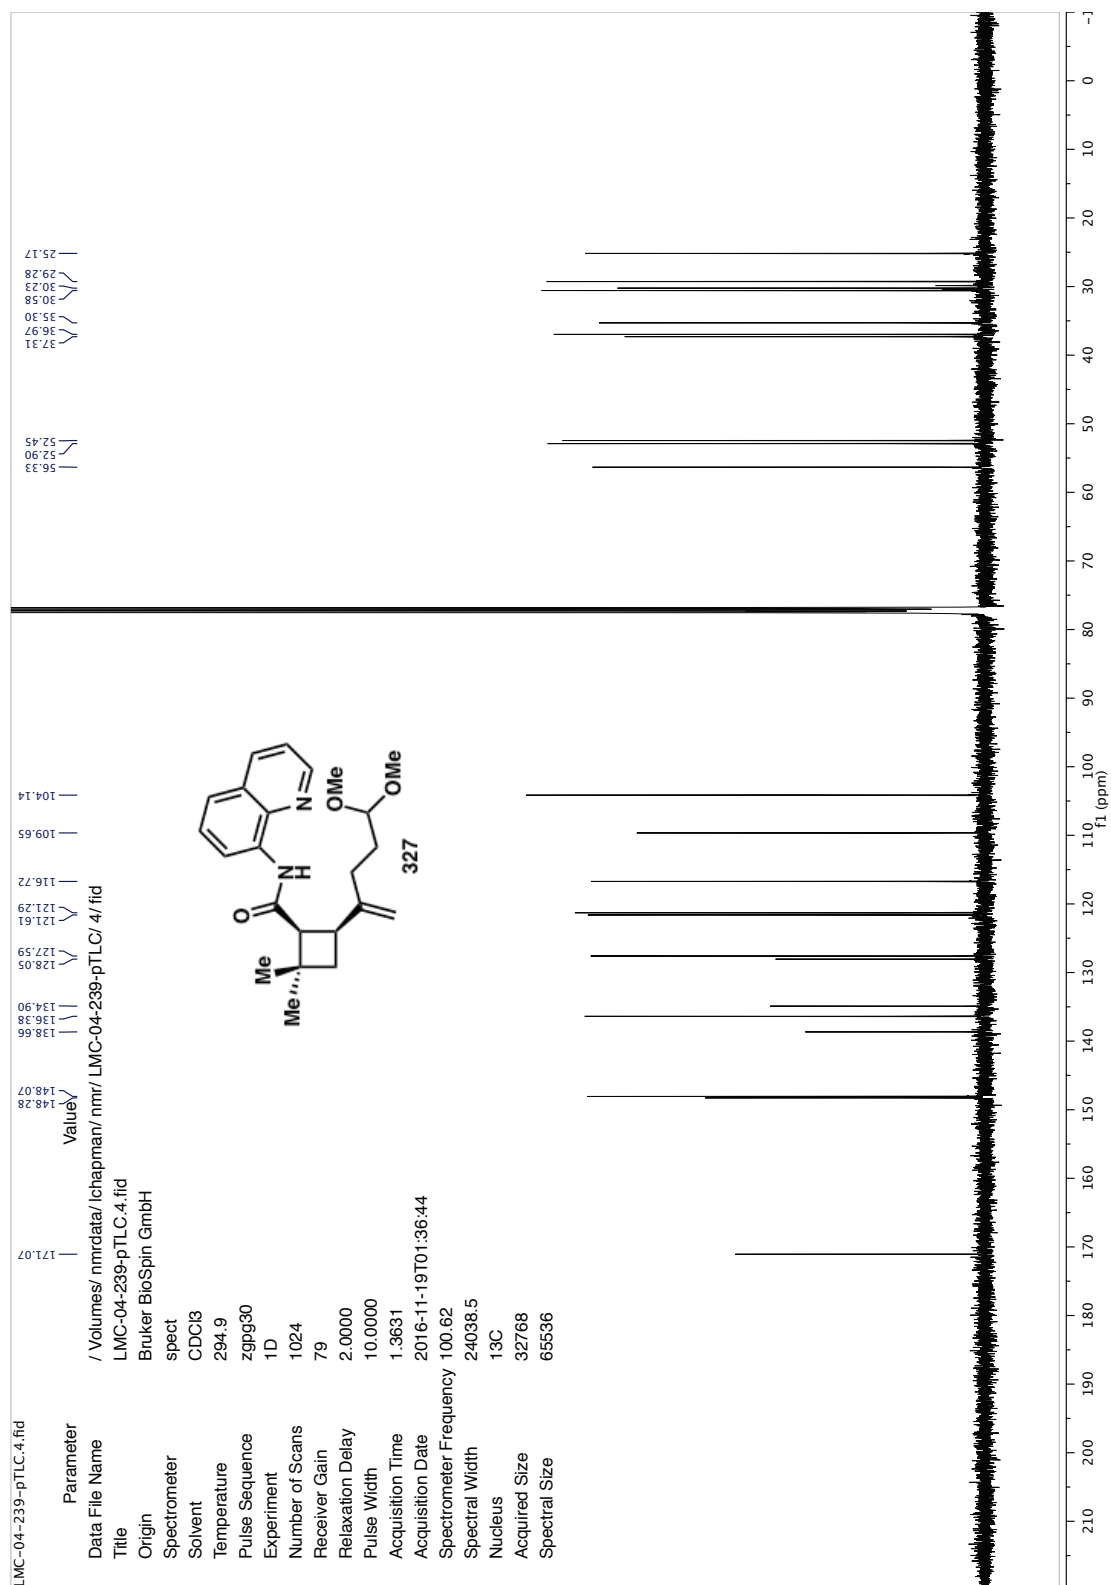 LMC-04-239-pTLC.4.fid
Parameter Value
Data File Name / Volumes/ nmrdata/ lchapman/ nmr/ LMC-04-239-pTLC/ 4/ fid
Title LMC-04-239-pTLC.4.fid
Origin Bruker BioSpin GmbH
Spectrometer spect
Solvent CDCl3
Temperature 294.9
Pulse Sequence zgpg30
Experiment 1D
Number of Scans 1024
Receiver Gain 79
Relaxation Delay 2.0000
Pulse Width 10.0000
Acquisition Time 1.3631
Acquisition Date 2016-11-19T01:36:44
Spectrometer Frequency 100.62
Spectral Width 24038.5
Nucleus 13C
Acquired Size 32768
Spectral Size 65536
171.07
148.28
148.07
138.66
136.38
134.90
128.05
127.59
121.61
121.29
116.72
109.65
104.14
56.33
52.90
52.45
37.31
36.97
35.30
30.58
30.23
29.28
25.17
O
Me
Me
N
H
N
OMe
OMe
327
210 200 190 180 170 160 150 140 130 120 110 100 90 80 70 60 50 40 30 20 10 0 -1
f1 (ppm)